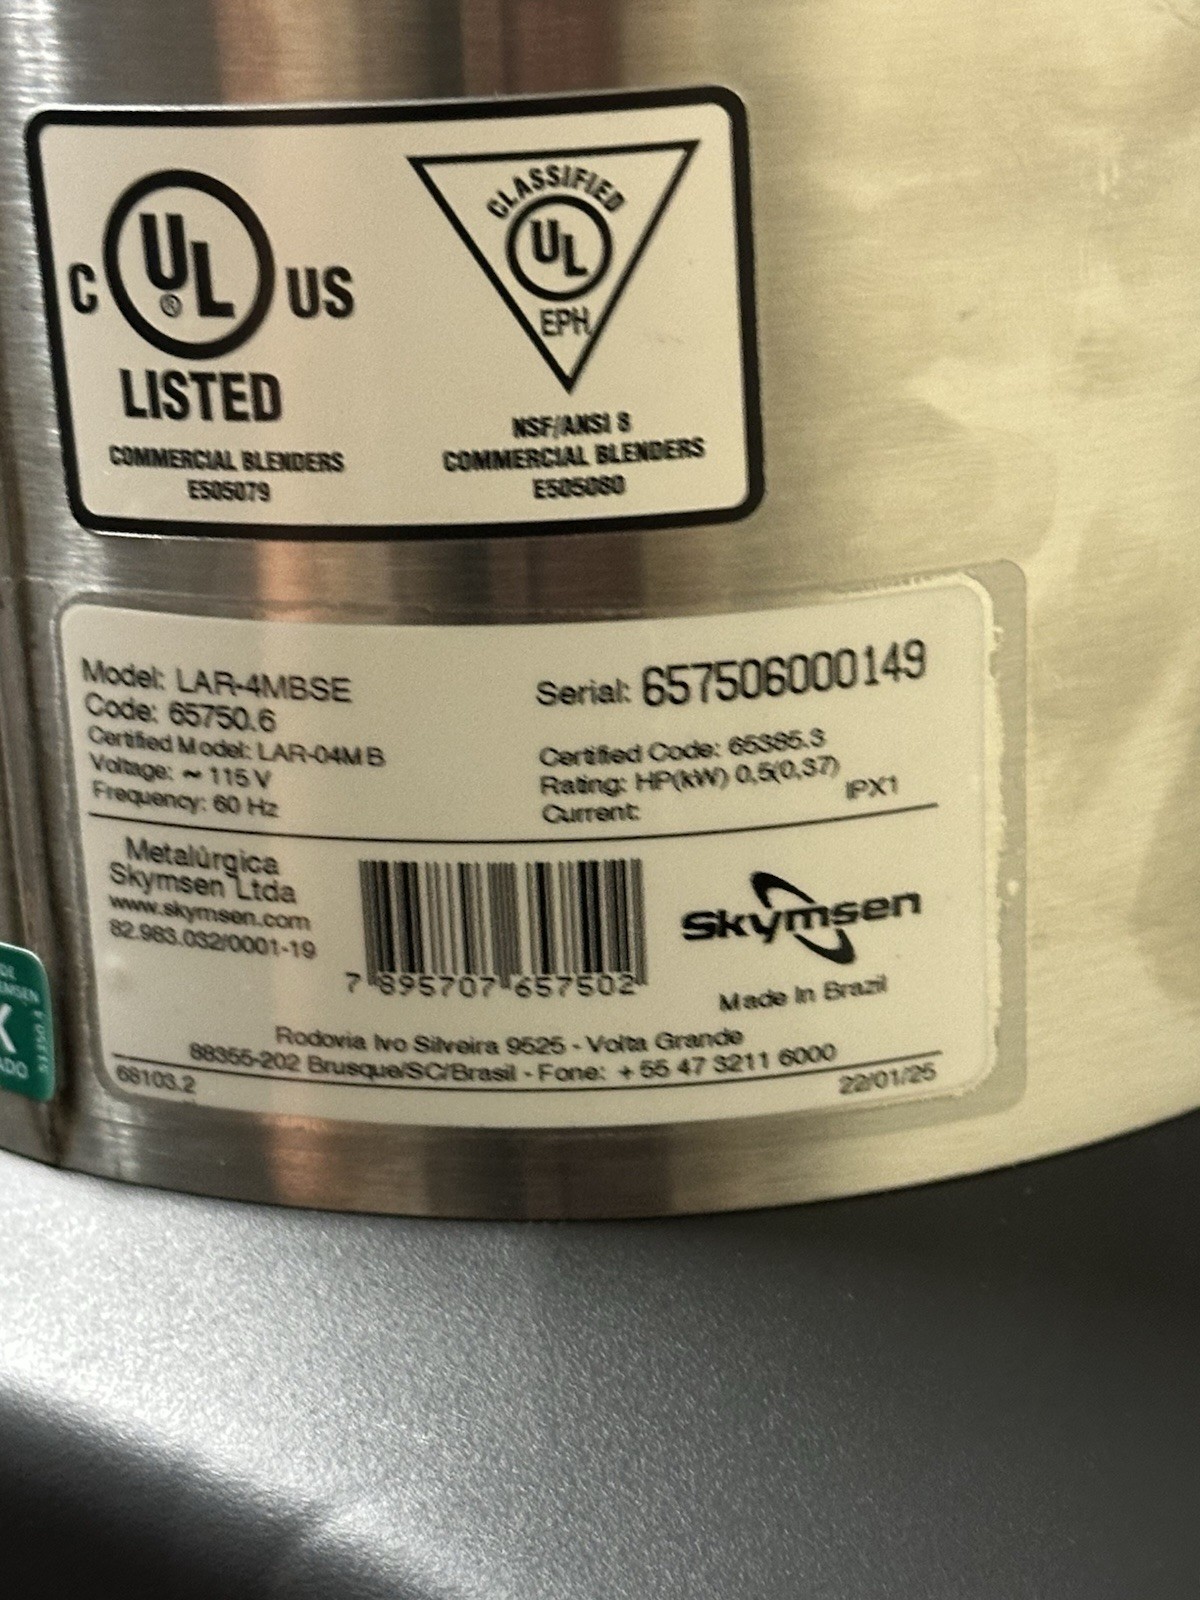 C UL ® US
LISTED
COMMERCIAL BLENDERS
E505079
CLASSIFIED
UL
EPH
NSF/ANSI 8
COMMERCIAL BLENDERS
E505080
Model: LAR-4MBSE
Code: 65750.6
Certified Model: LAR-04MB
Voltage: ~ 115 V
Frequency: 60 Hz
Serial: 657506000149
Certified Code: 65385.3
Rating: HP(kW) 0,5(0,37)
IPX1
Current:
Metalúrgica
Skymsen Ltda
www.skymsen.com
82.983.032/0001-19
7 895707 657502
Skymsen
Made In Brazil
Rodovia Ivo Silveira 9525 - Volta Grande
88355-202 Brusque/SC/Brasil - Fone: +55 47 3211 6000
68103.2
22/01/25